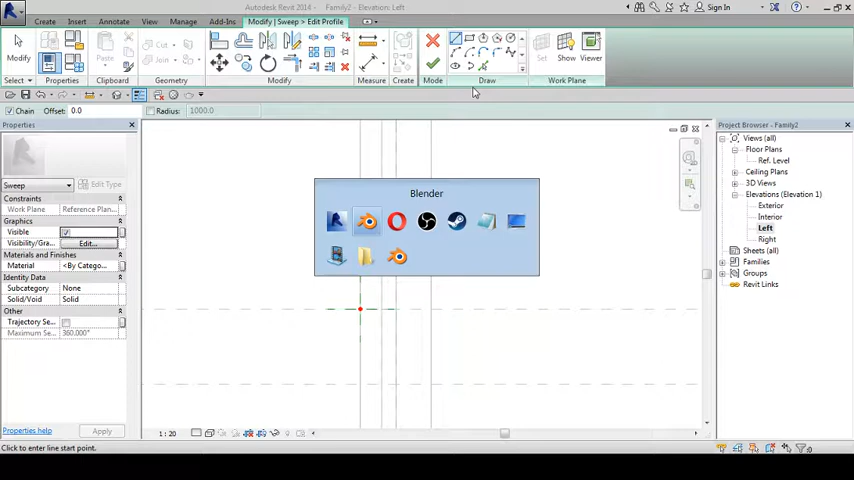 Autodesk Revit 2014 - Family2 - Elevation: Left
Sign In
Create Insert Annotate View Manage Add-Ins Modify | Sweep > Edit Profile
Modify
Paste
Cut
Join
Set Show Viewer
Select Properties Clipboard Geometry Modify Measure Create Mode Draw Work Plane
Chain Offset: 0.0 Radius: 1000.0
Properties
Sweep
Edit Type
Constraints
Work Plane Reference Plan...
Graphics
Visible
Visibility/Gra... Edit...
Materials and Finishes
Material <By Catego...
Identity Data
Subcategory None
Solid/Void Solid
Other
Trajectory Se...
Maximum Se... 360.000°
Properties help
Apply
Blender
Project Browser - Family2
Views (all)
Floor Plans
Ref. Level
Ceiling Plans
3D Views
Elevations (Elevation 1)
Exterior
Interior
Left
Right
Sheets (all)
Families
Groups
Revit Links
1 : 20
Click to enter line start point.
:0